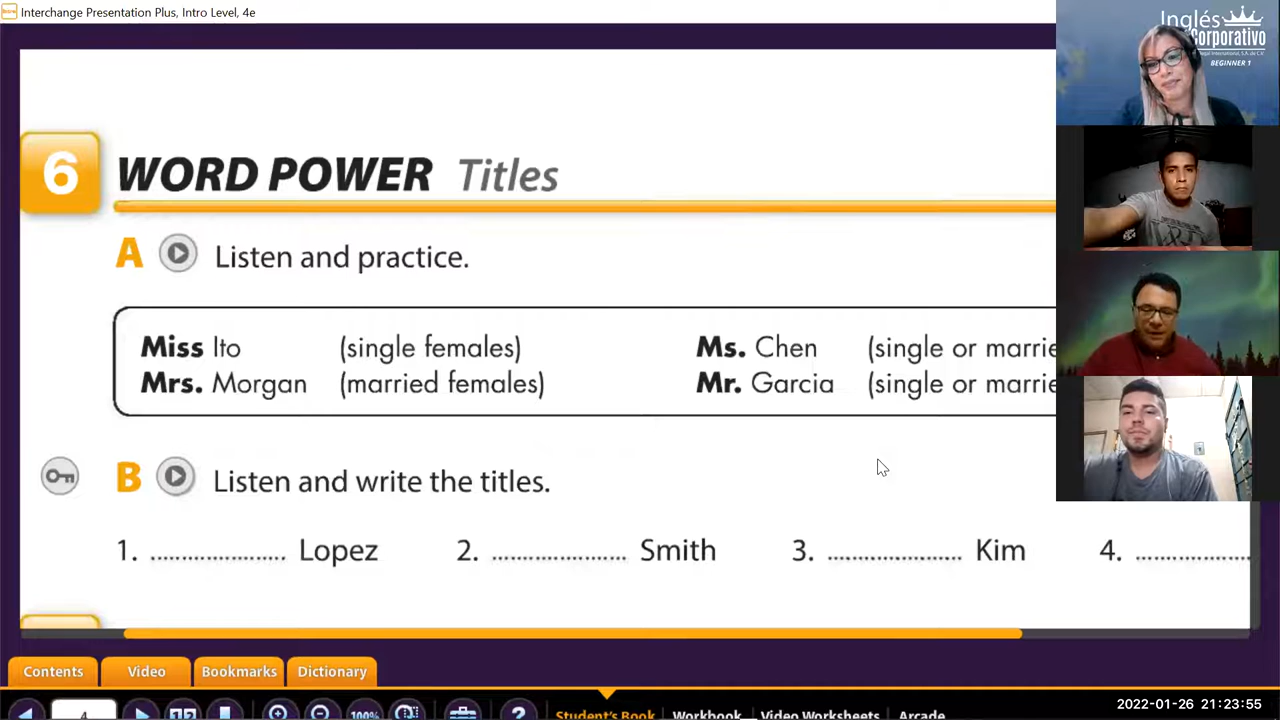 Interchange Presentation Plus, Intro Level, 4e
Inglés
Corporativo
BEGINNER 1
6 WORD POWER Titles
A Listen and practice.
Miss Ito (single females) Ms. Chen (single or marrie
Mrs. Morgan (married females) Mr. Garcia (single or marrie
B Listen and write the titles.
1. ...................... Lopez 2. ...................... Smith 3. ...................... Kim 4. ...................
Contents Video Bookmarks Dictionary
4 100% ? Student's Book Workbook Video Worksheets Arcade
2022-01-26 21:23:55